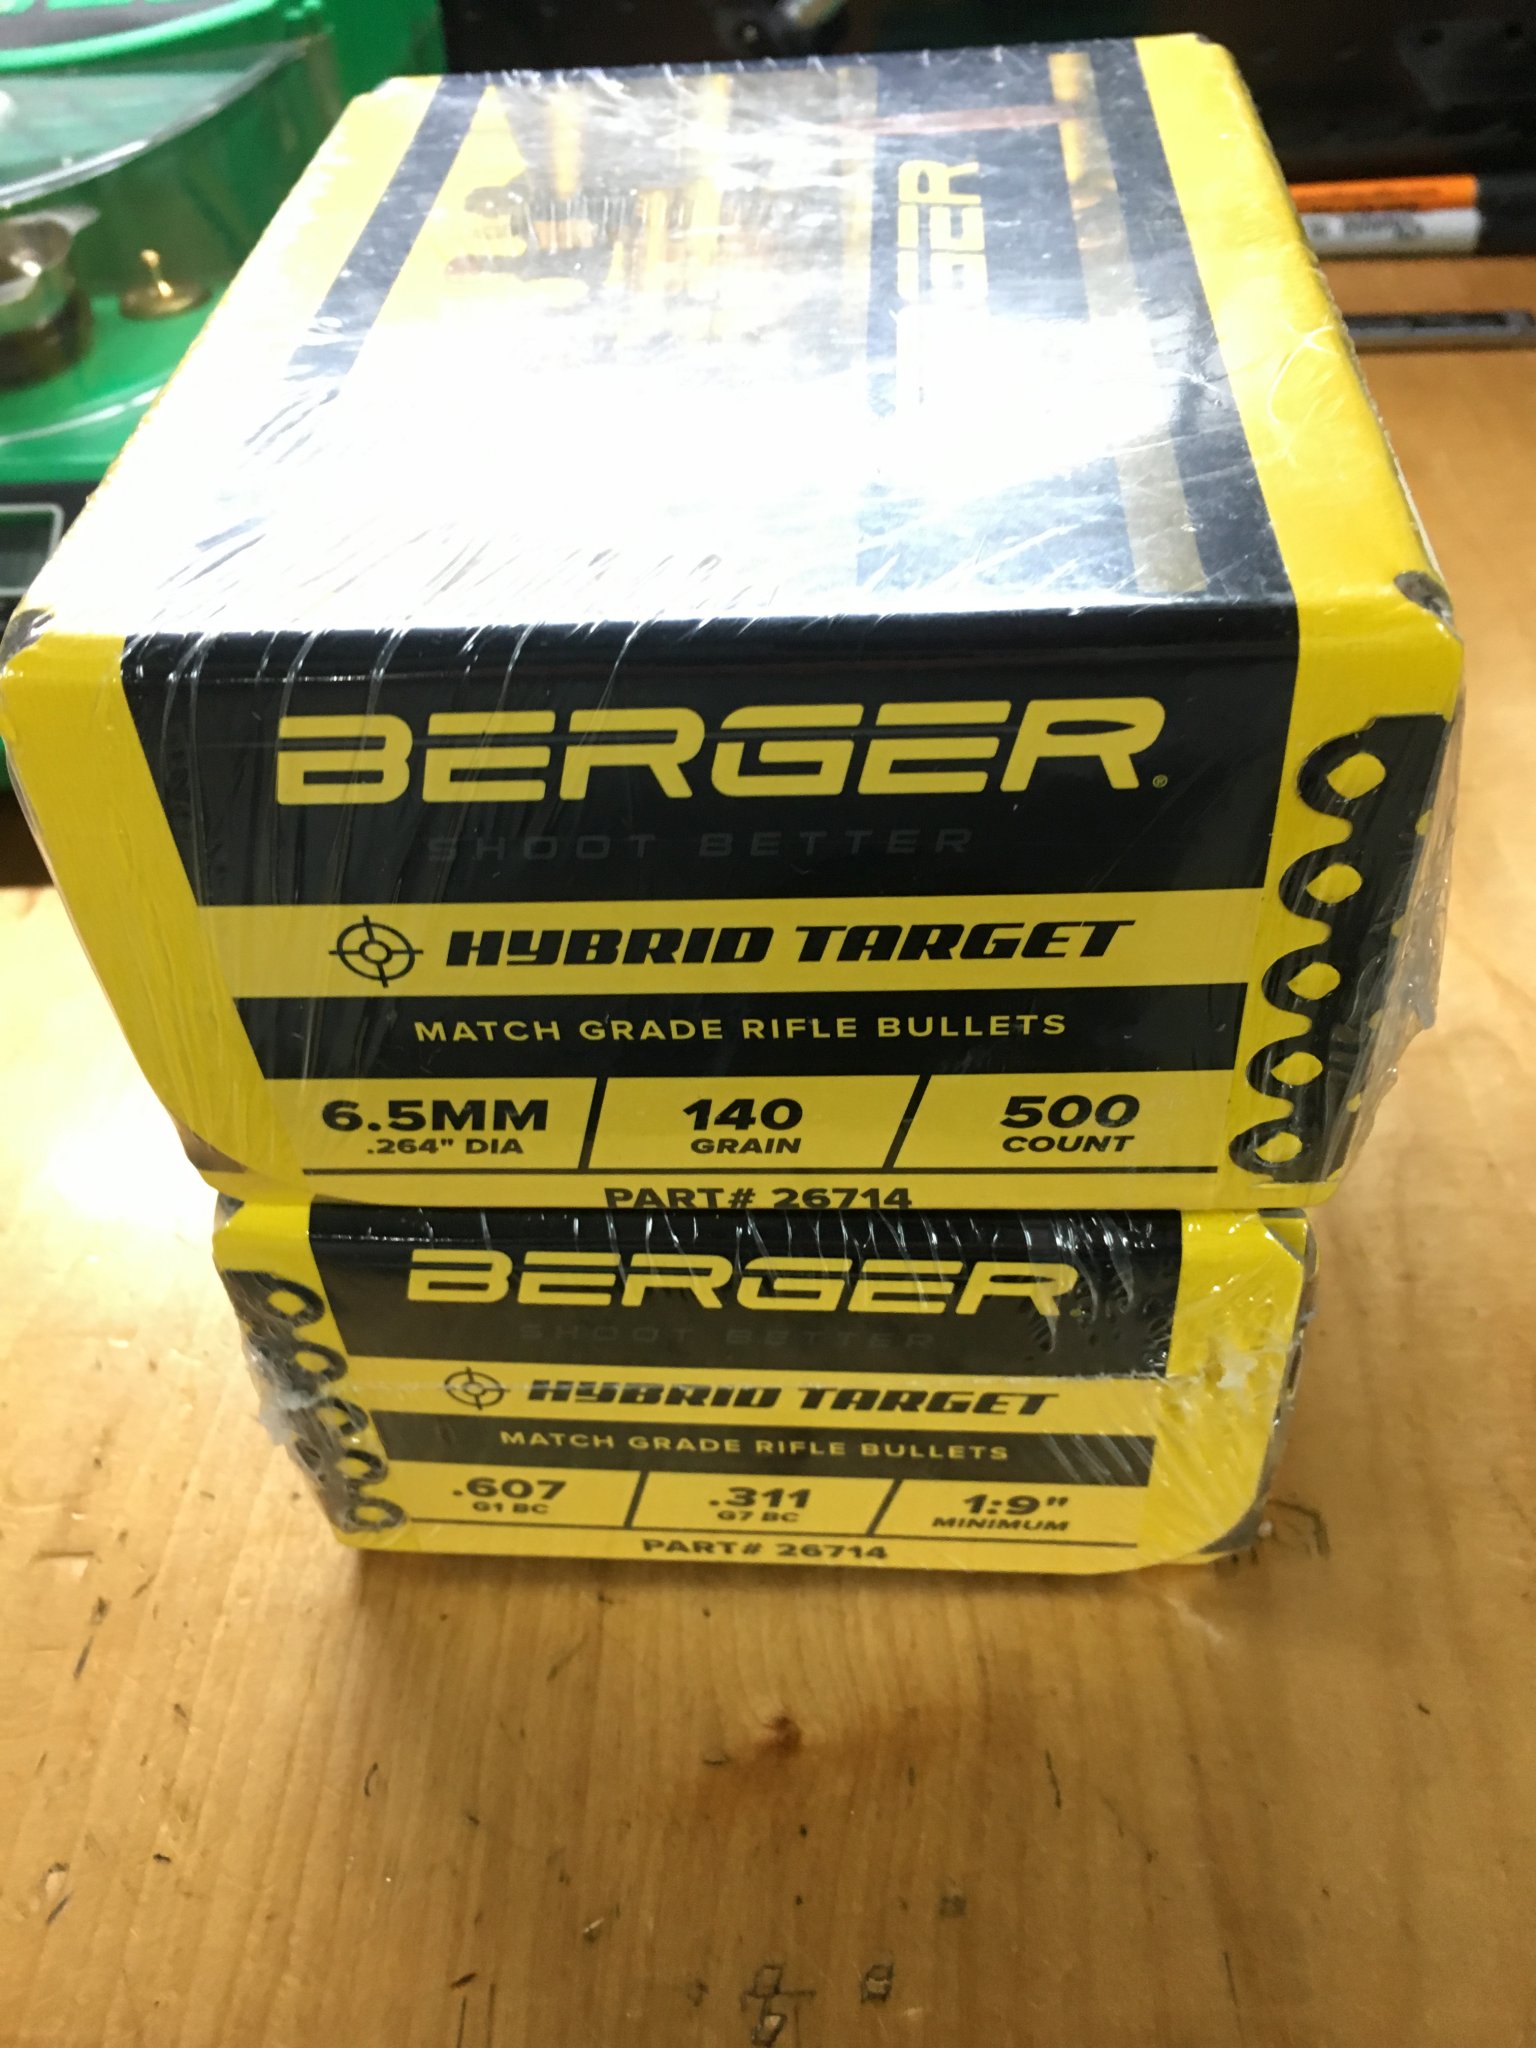 BERGER
BERGER®
SHOOT BETTER
HYBRID TARGET
MATCH GRADE RIFLE BULLETS
6.5MM 140 500
.264" DIA GRAIN COUNT
PART# 26714
BERGER
SHOOT BETTER
HYBRID TARGET
MATCH GRADE RIFLE BULLETS
.607 .311 1:9"
G1 BC G7 BC MINIMUM
PART# 26714